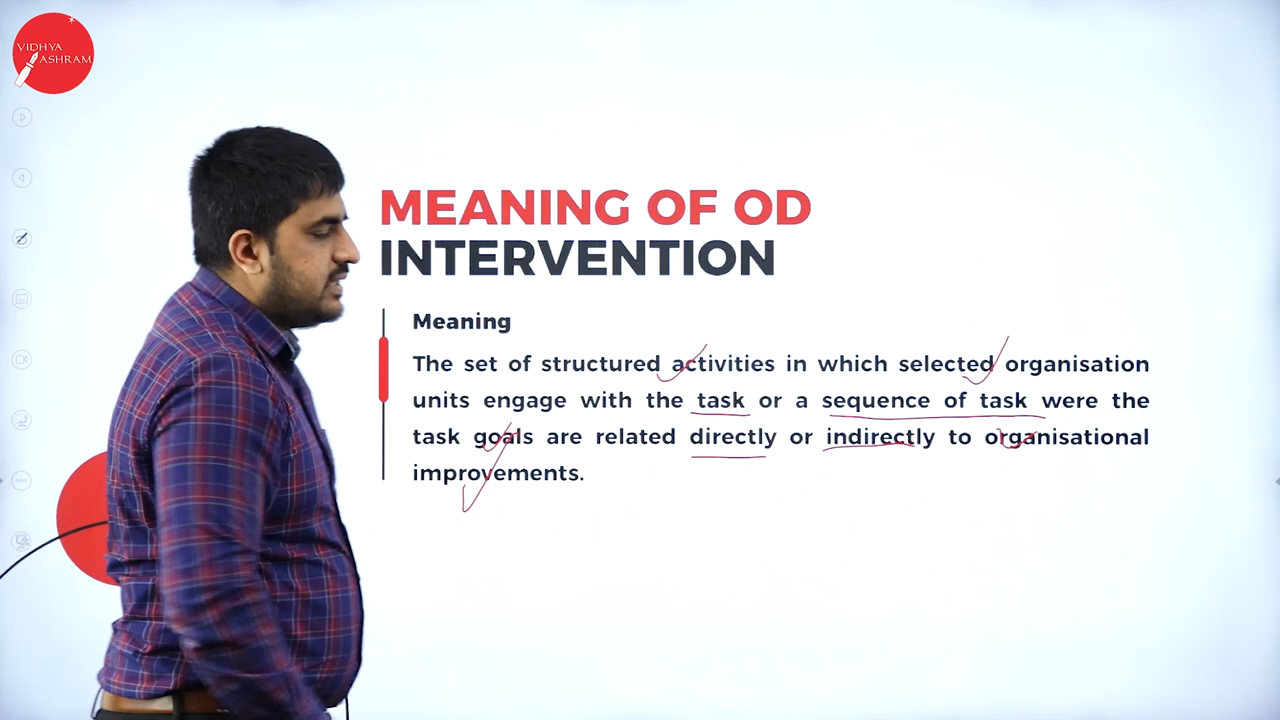 VIDHYA
ASHRAM
MEANING OF OD
INTERVENTION
Meaning
The set of structured activities in which selected organisation
units engage with the task or a sequence of task were the
task goals are related directly or indirectly to organisational
improvements.